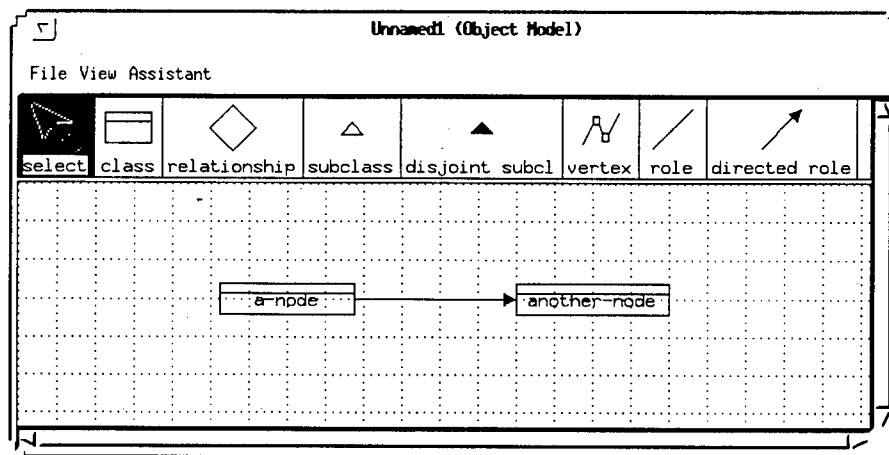 Unnamed1 (Object Model)
File View Assistant
select class relationship subclass disjoint subcl vertex role directed role
a-node another-node